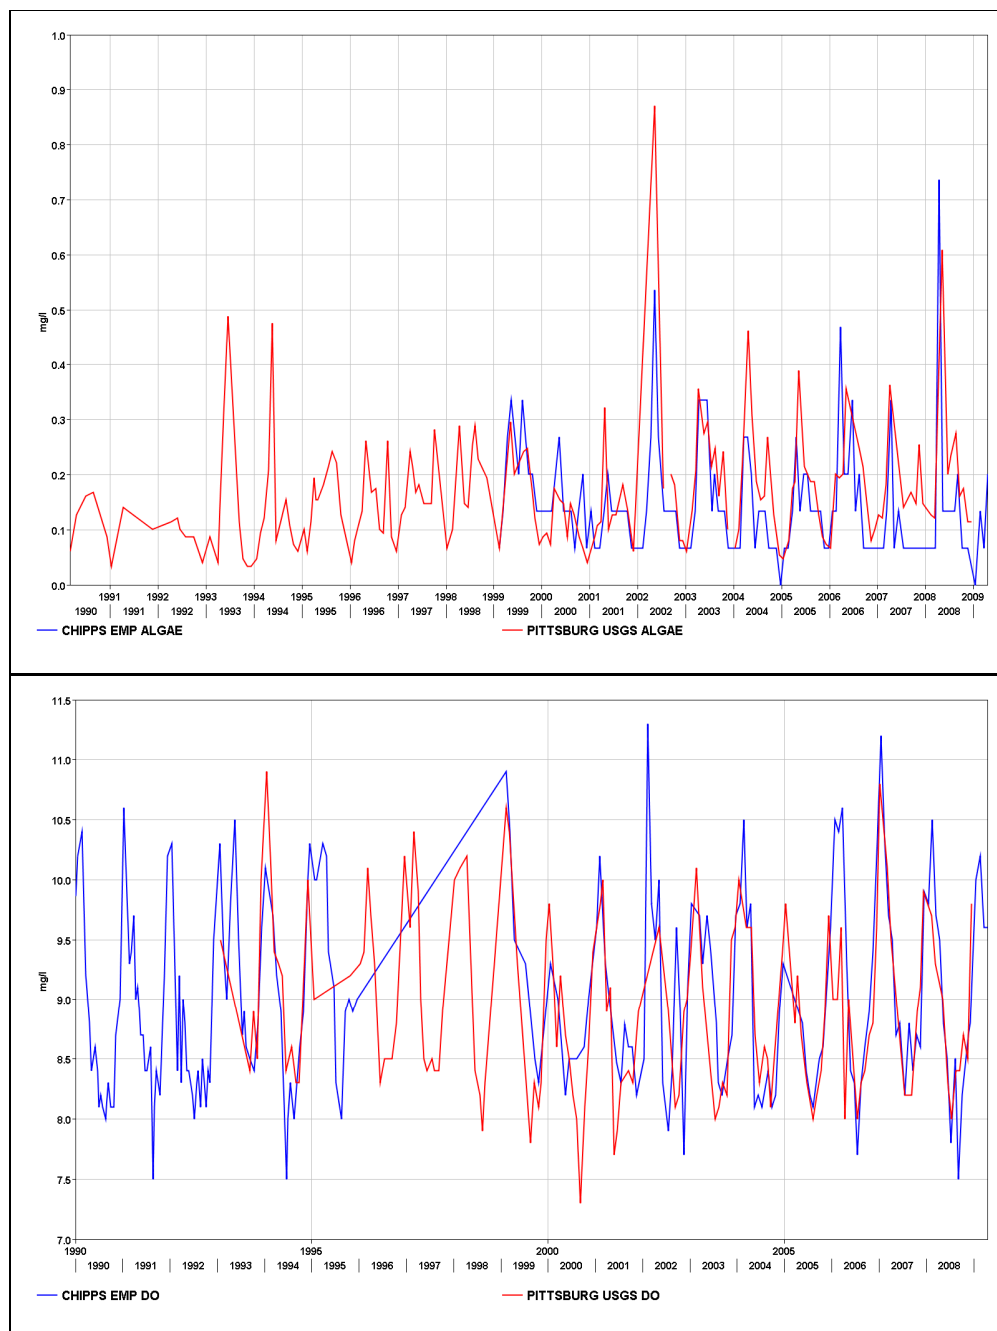 1.0
0.9
0.8
0.7
0.6
0.5
0.4
0.3
0.2
0.1
0.0
mg/l
1991 1992 1993 1994 1995 1996 1997 1998 1999 2000 2001 2002 2003 2004 2005 2006 2007 2008 2009
1990 1991 1992 1993 1994 1995 1996 1997 1998 1999 2000 2001 2002 2003 2004 2005 2006 2007 2008
CHIPPS EMP ALGAE PITTSBURG USGS ALGAE
11.5
11.0
10.5
10.0
9.5
9.0
8.5
8.0
7.5
7.0
mg/l
1990 1995 2000 2005
1990 1991 1992 1993 1994 1995 1996 1997 1998 1999 2000 2001 2002 2003 2004 2005 2006 2007 2008
CHIPPS EMP DO PITTSBURG USGS DO